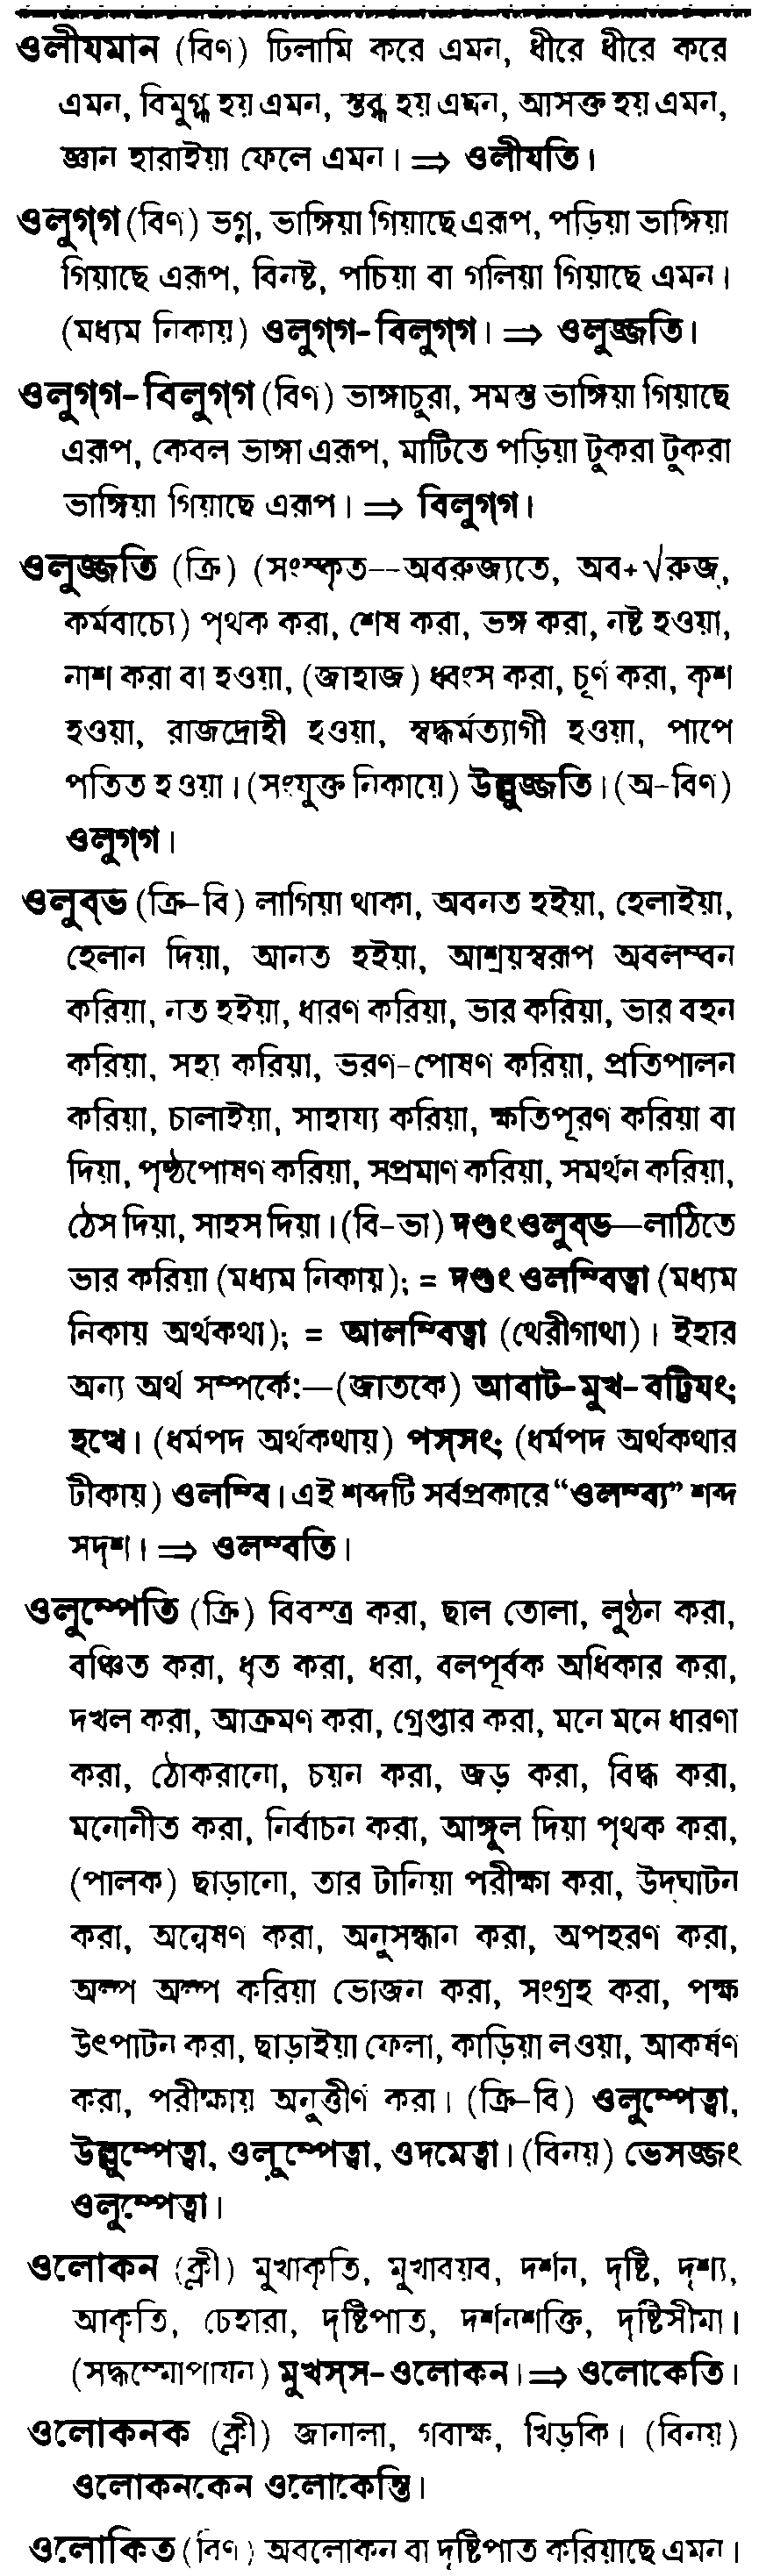 ওলীযমান (বিণ) ঢিলামি করে এমন, ধীরে ধীরে করে
এমন, বিমুগ্ধ হয় এমন, স্তব্ধ হয় এমন, আসক্ত হয় এমন,
জ্ঞান হারাইয়া ফেলে এমন। ⇒ ওলীযতি।
ওলুগ্গ (বিণ) ভগ্ন, ভাঙ্গিয়া গিয়াছে এরূপ, পড়িয়া ভাঙ্গিয়া
গিয়াছে এরূপ, বিনষ্ট, পচিয়া বা গলিয়া গিয়াছে এমন।
(মধ্যম নিকায়) ওলুগ্গ-বিলুগ্গ। ⇒ ওলুজ্জতি।
ওলুগ্গ-বিলুগ্গ (বিণ) ভাঙ্গাচুরা, সমস্ত ভাঙ্গিয়া গিয়াছে
এরূপ, কেবল ভাঙ্গা এরূপ, মাটিতে পড়িয়া টুকরা টুকরা
ভাঙ্গিয়া গিয়াছে এরূপ। ⇒ বিলুগ্গ।
ওলুজ্জতি (ক্রি) (সংস্কৃত--অবরুজ্যতে, অব+√রুজ্,
কর্মবাচ্যে) পৃথক করা, শেষ করা, ভঙ্গ করা, নষ্ট হওয়া,
নাশ করা বা হওয়া, (জাহাজ) ধ্বংস করা, চূর্ণ করা, কৃশ
হওয়া, রাজদ্রোহী হওয়া, স্বদ্ধর্মত্যাগী হওয়া, পাপে
পতিত হওয়া। (সংযুক্ত নিকায়ে) উল্লুজ্জতি। (অ-বিণ)
ওলুগ্গ।
ওলুব্ভ (ক্রি-বি) লাগিয়া থাকা, অবনত হইয়া, হেলাইয়া,
হেলান দিয়া, আনত হইয়া, আশ্রয়স্বরূপ অবলম্বন
করিয়া, নত হইয়া, ধারণ করিয়া, ভার করিয়া, ভার বহন
করিয়া, সহ্য করিয়া, ভরণ-পোষণ করিয়া, প্রতিপালন
করিয়া, চালাইয়া, সাহায্য করিয়া, ক্ষতিপূরণ করিয়া বা
দিয়া, পৃষ্ঠপোষণ করিয়া, সপ্রমাণ করিয়া, সমর্থন করিয়া,
ঠেস দিয়া, সাহস দিয়া। (বি-ভা) দণ্ডং ওলুব্ভ—লাঠিতে
ভার করিয়া (মধ্যম নিকায়); = দণ্ডং ওলম্বিত্বা (মধ্যম
নিকায় অর্থকথা); = আলম্বিত্বা (থেরীগাথা)। ইহার
অন্য অর্থ সম্পর্কে:—(জাতকে) আবাট-মুখ-বট্টিযং;
হত্থে। (ধর্মপদ অর্থকথায়) পস্সং; (ধর্মপদ অর্থকথার
টীকায়) ওলম্বি। এই শব্দটি সর্বপ্রকারে “ওলম্ব্য” শব্দ
সদৃশ। ⇒ ওলম্বতি।
ওলুম্পেতি (ক্রি) বিবস্ত্র করা, ছাল তোলা, লুণ্ঠন করা,
বঞ্চিত করা, ধৃত করা, ধরা, বলপূর্বক অধিকার করা,
দখল করা, আক্রমণ করা, গ্রেপ্তার করা, মনে মনে ধারণা
করা, ঠোকরানো, চয়ন করা, জড় করা, বিদ্ধ করা,
মনোনীত করা, নির্বাচন করা, আঙ্গুল দিয়া পৃথক করা,
(পালক) ছাড়ানো, তার টানিয়া পরীক্ষা করা, উদ্ঘাটন
করা, অন্বেষণ করা, অনুসন্ধান করা, অপহরণ করা,
অল্প অল্প করিয়া ভোজন করা, সংগ্রহ করা, পক্ষ
উৎপাটন করা, ছাড়াইয়া ফেলা, কাড়িয়া লওয়া, আকর্ষণ
করা, পরীক্ষায় অনুত্তীর্ণ করা। (ক্রি-বি) ওলুম্পেত্বা,
উল্লুম্পেত্বা, ওলুম্পেত্বা, ওদমেত্বা। (বিনয়) ভেসজ্জং
ওলুম্পেত্বা।
ওলোকন (ক্লী) মুখাকৃতি, মুখাবয়ব, দর্শন, দৃষ্টি, দৃশ্য,
আকৃতি, চেহারা, দৃষ্টিপাত, দর্শনশক্তি, দৃষ্টিসীমা।
(সদ্ধম্মোপাযন) মুখস্স-ওলোকন। ⇒ ওলোকেতি।
ওলোকনক (ক্লী) জানালা, গবাক্ষ, খিড়কি। (বিনয়)
ওলোকনকেন ওলোকেন্তি।
ওলোকিত (বিণ) অবলোকন বা দৃষ্টিপাত করিয়াছে এমন।